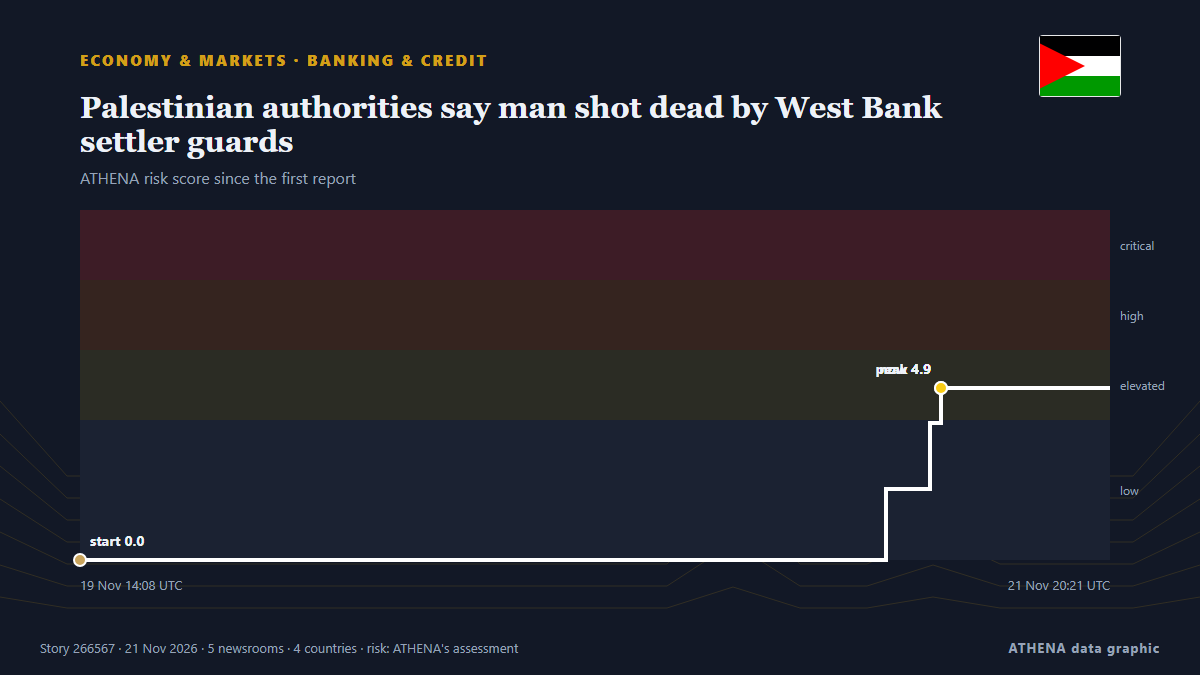 ECONOMY & MARKETS · BANKING & CREDIT
Palestinian authorities say man shot dead by West Bank
settler guards
ATHENA risk score since the first report
critical
high
peak 4.9
elevated
low
start 0.0
19 Nov 14:08 UTC
21 Nov 20:21 UTC
Story 266567 · 21 Nov 2026 · 5 newsrooms · 4 countries · risk: ATHENA's assessment
ATHENA data graphic